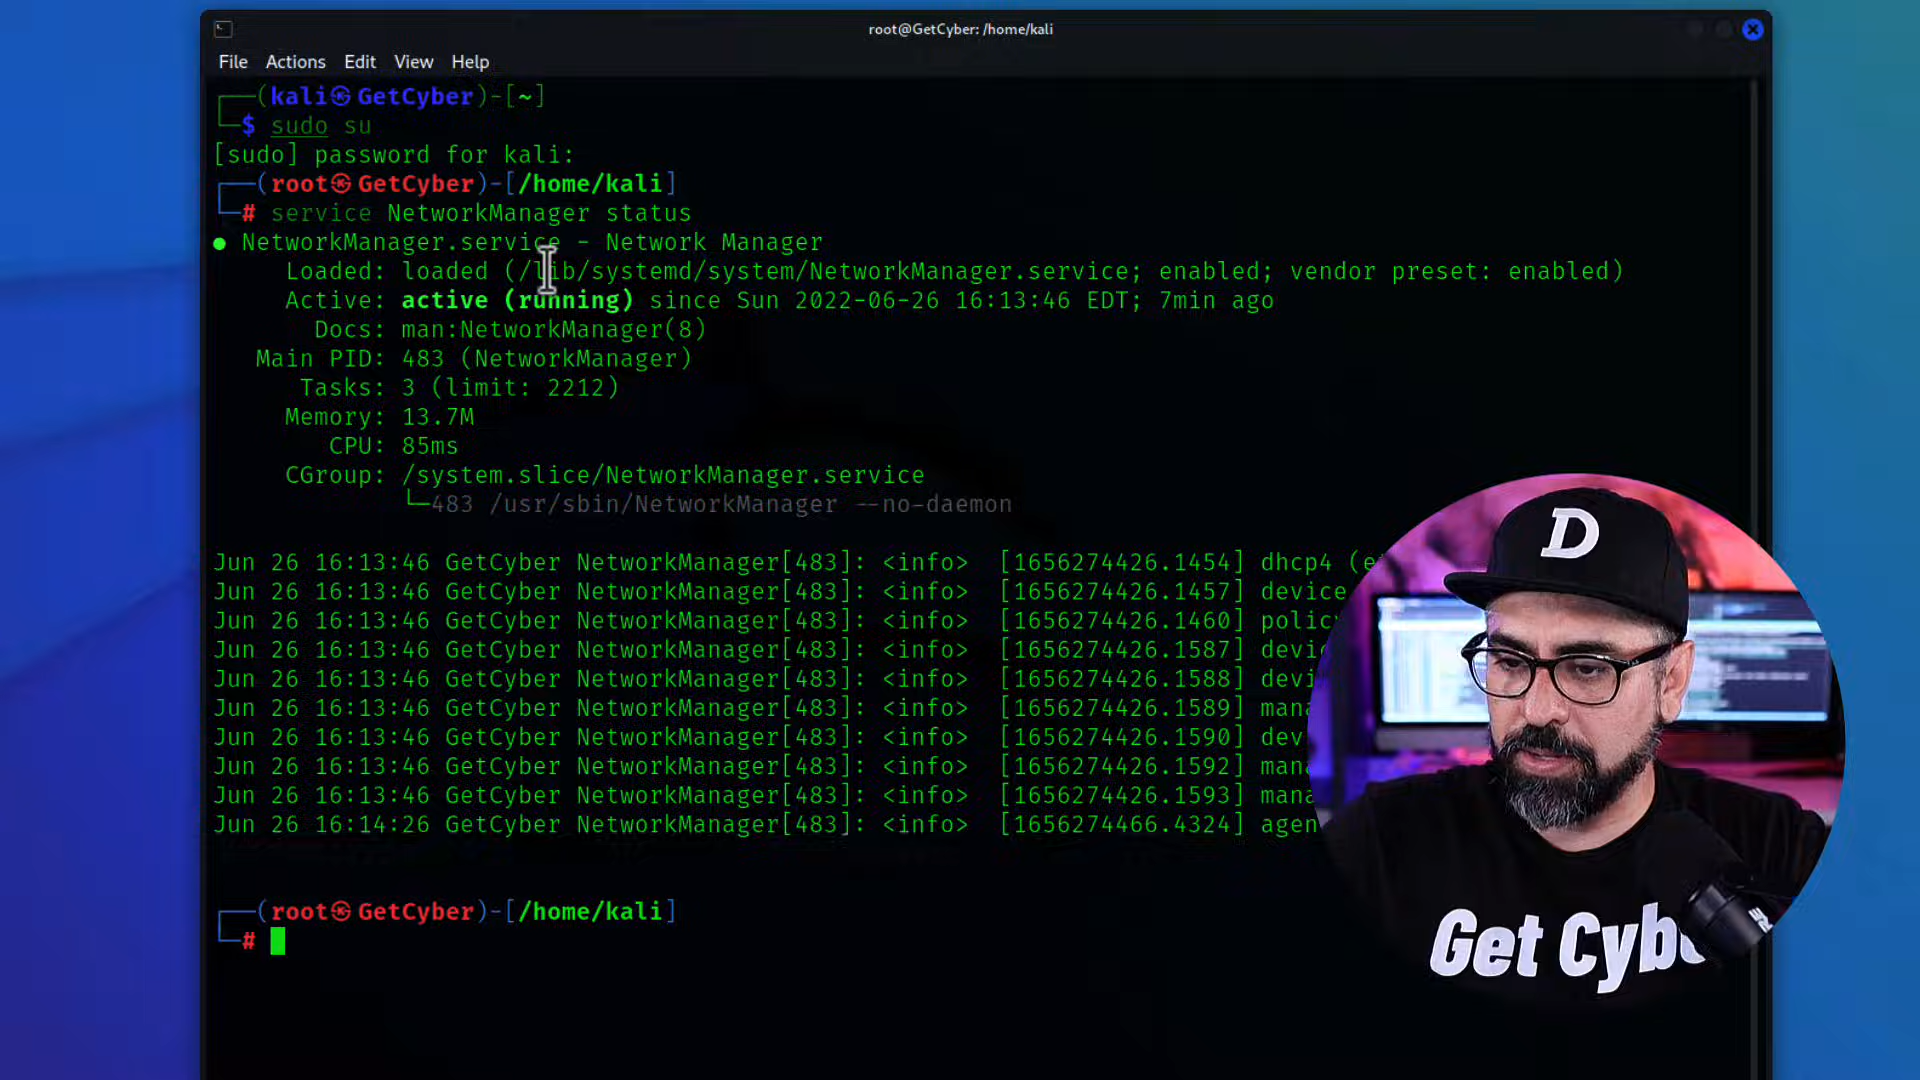 root@GetCyber: /home/kali
File Actions Edit View Help
┌──(kali㉿GetCyber)-[~]
└─$ sudo su
[sudo] password for kali:
┌──(root㉿GetCyber)-[/home/kali]
└─# service NetworkManager status
● NetworkManager.service - Network Manager
Loaded: loaded (/lib/systemd/system/NetworkManager.service; enabled; vendor preset: enabled)
Active: active (running) since Sun 2022-06-26 16:13:46 EDT; 7min ago
Docs: man:NetworkManager(8)
Main PID: 483 (NetworkManager)
Tasks: 3 (limit: 2212)
Memory: 13.7M
CPU: 85ms
CGroup: /system.slice/NetworkManager.service
└─483 /usr/sbin/NetworkManager --no-daemon
Jun 26 16:13:46 GetCyber NetworkManager[483]: <info> [1656274426.1454] dhcp4 (e
Jun 26 16:13:46 GetCyber NetworkManager[483]: <info> [1656274426.1457] device
Jun 26 16:13:46 GetCyber NetworkManager[483]: <info> [1656274426.1460] polic
Jun 26 16:13:46 GetCyber NetworkManager[483]: <info> [1656274426.1587] devi
Jun 26 16:13:46 GetCyber NetworkManager[483]: <info> [1656274426.1588] devi
Jun 26 16:13:46 GetCyber NetworkManager[483]: <info> [1656274426.1589] mana
Jun 26 16:13:46 GetCyber NetworkManager[483]: <info> [1656274426.1590] dev
Jun 26 16:13:46 GetCyber NetworkManager[483]: <info> [1656274426.1592] mana
Jun 26 16:13:46 GetCyber NetworkManager[483]: <info> [1656274426.1593] mana
Jun 26 16:14:26 GetCyber NetworkManager[483]: <info> [1656274466.4324] agen
┌──(root㉿GetCyber)-[/home/kali]
└─#
D
Get Cybe